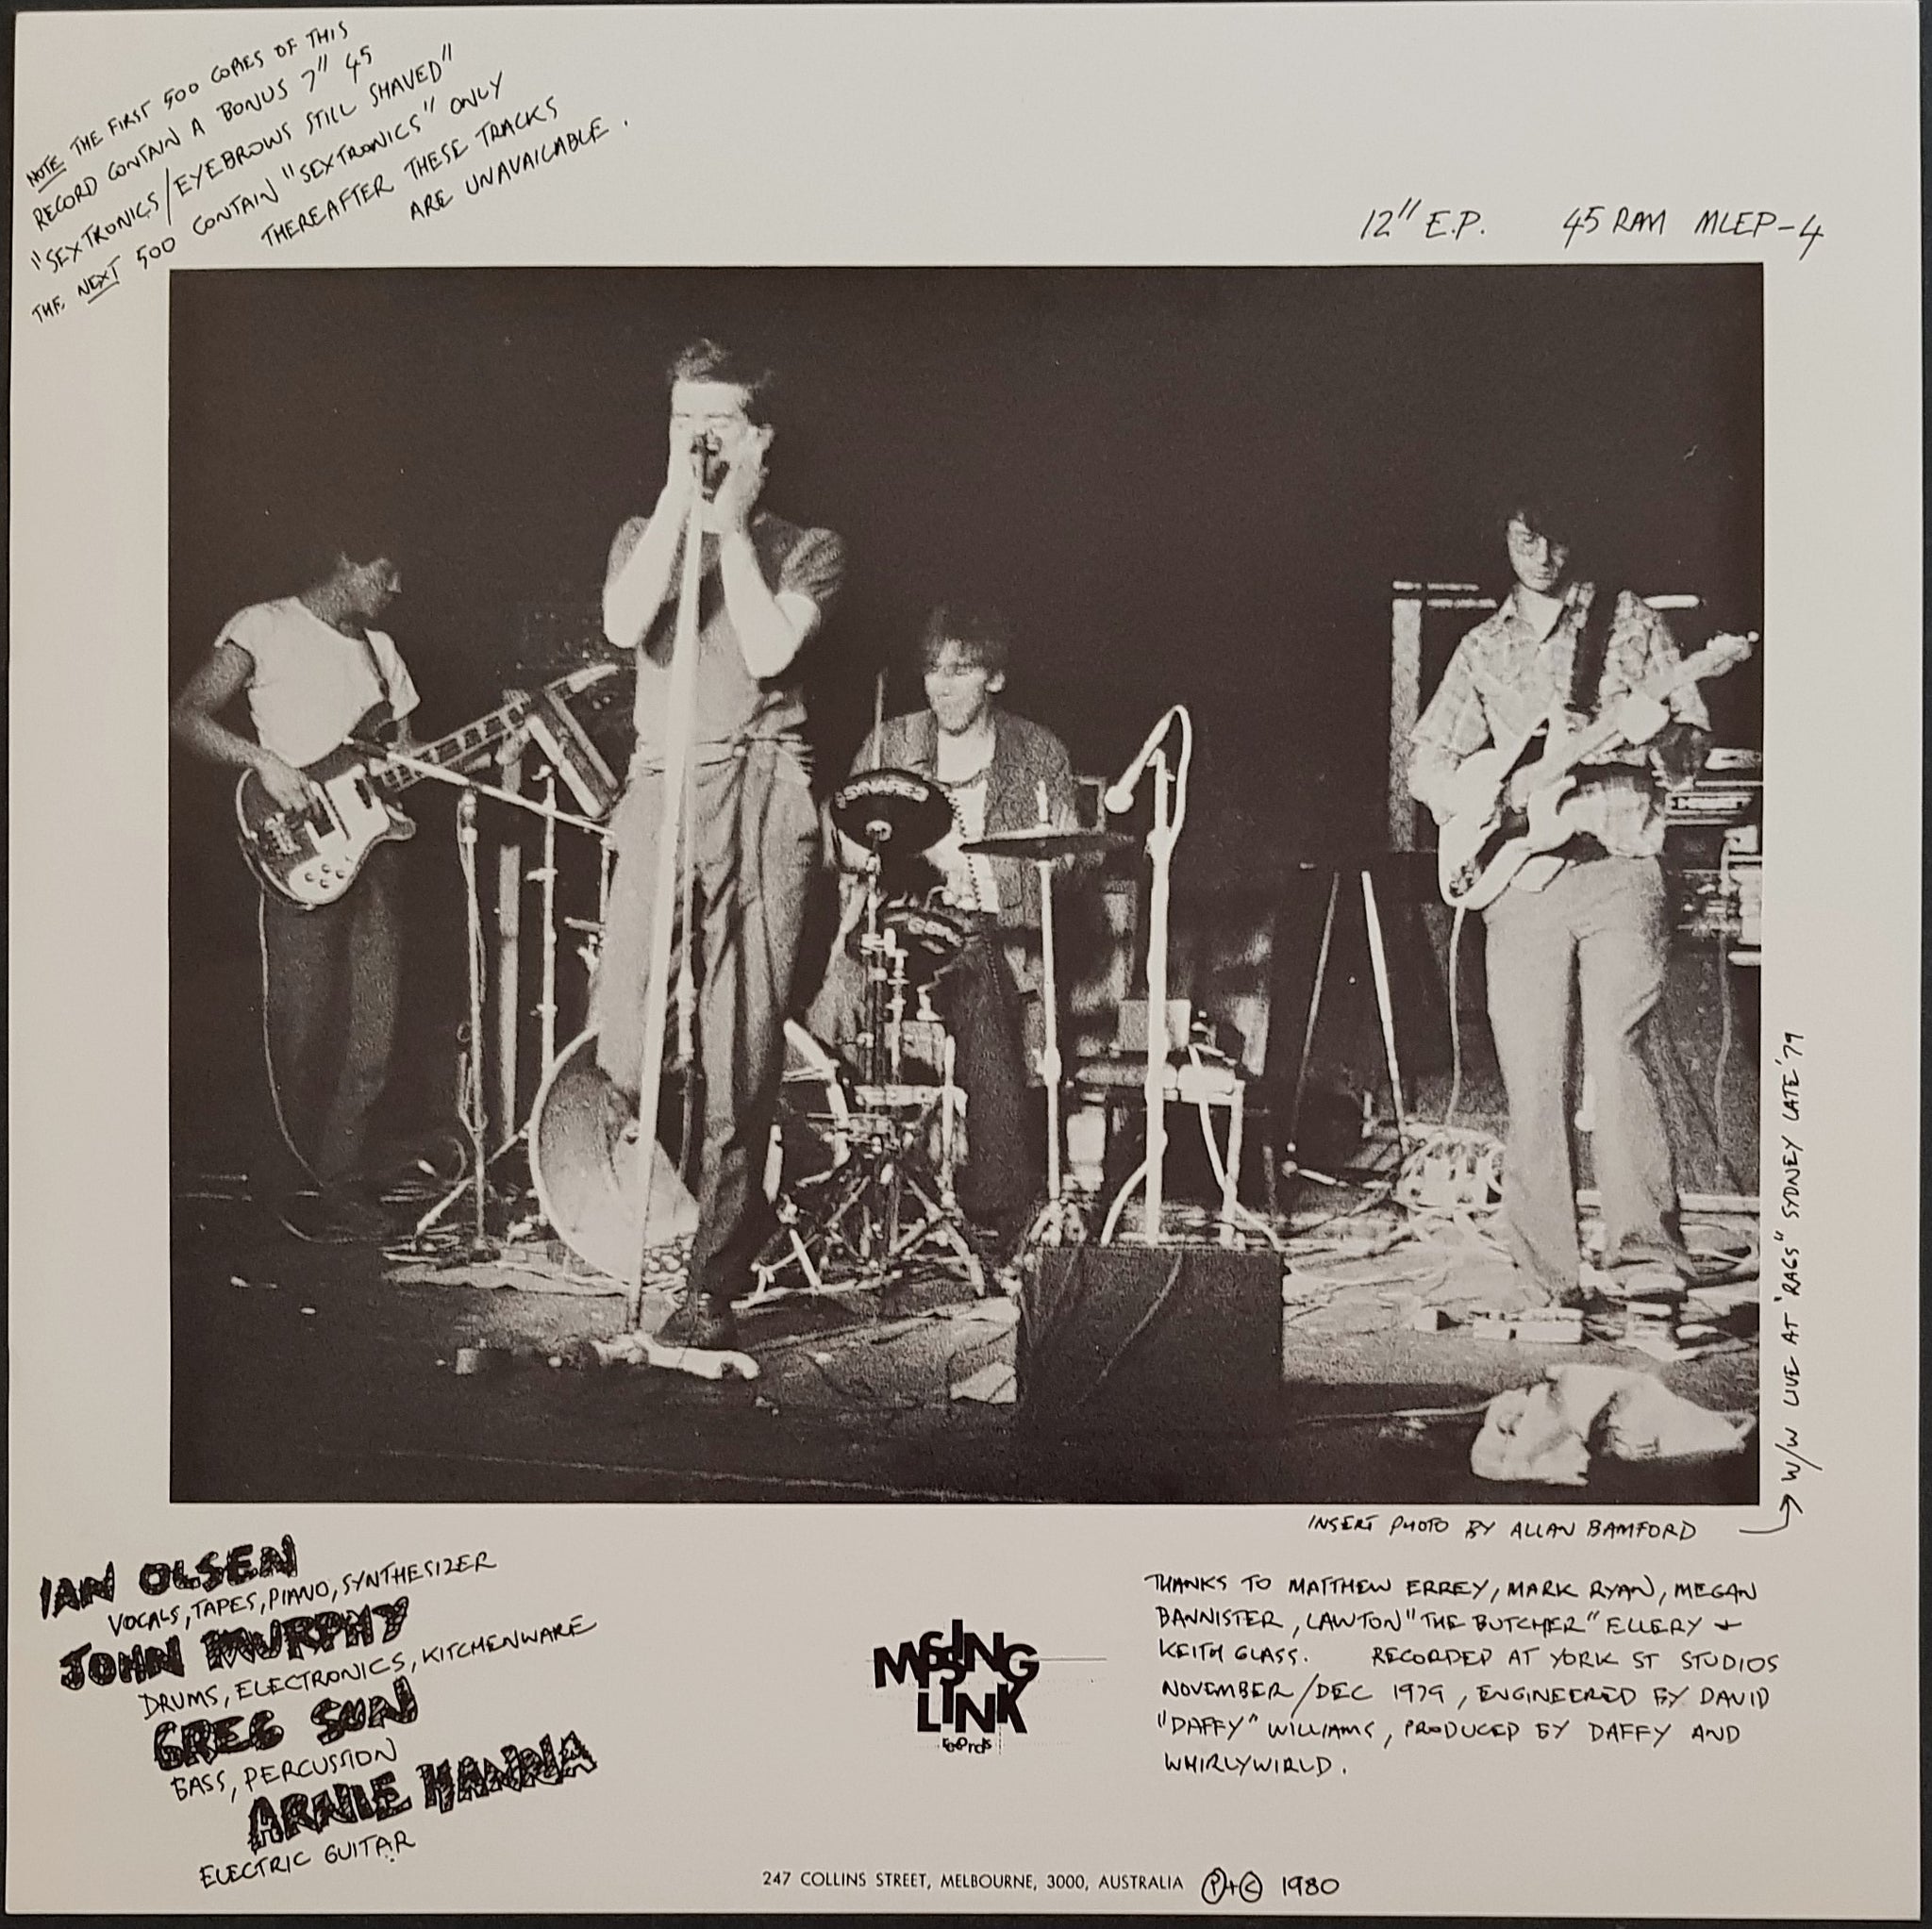 NOTE THE FIRST 500 COPIES OF THIS
RECORD CONTAIN A BONUS 7" 45
"SEXTRONICS/EYEBROWS STILL SHAVED"
THE NEXT 500 CONTAIN "SEXTRONICS" ONLY
THEREAFTER THESE TRACKS
ARE UNAVAILABLE.
12" E.P. 45 RPM MLEP-4
SYNARE 3
W/W LIVE AT "RAGS" SYDNEY LATE '79
INSERT PHOTO BY ALLAN BAMFORD
IAN OLSEN
VOCALS, TAPES, PIANO, SYNTHESIZER
JOHN MURPHY
DRUMS, ELECTRONICS, KITCHENWARE
GREG SUN
BASS, PERCUSSION
ARNIE HANNA
ELECTRIC GUITAR
MISSING
LINK
Records
THANKS TO MATTHEW ERREY, MARK RYAN, MEGAN
BANNISTER, LAWTON "THE BUTCHER" ELLERY +
KEITH GLASS. RECORDED AT YORK ST STUDIOS
NOVEMBER/DEC 1979, ENGINEERED BY DAVID
"DAFFY" WILLIAMS, PRODUCED BY DAFFY AND
WHIRLYWIRLD.
247 COLLINS STREET, MELBOURNE, 3000, AUSTRALIA Ⓟ+© 1980